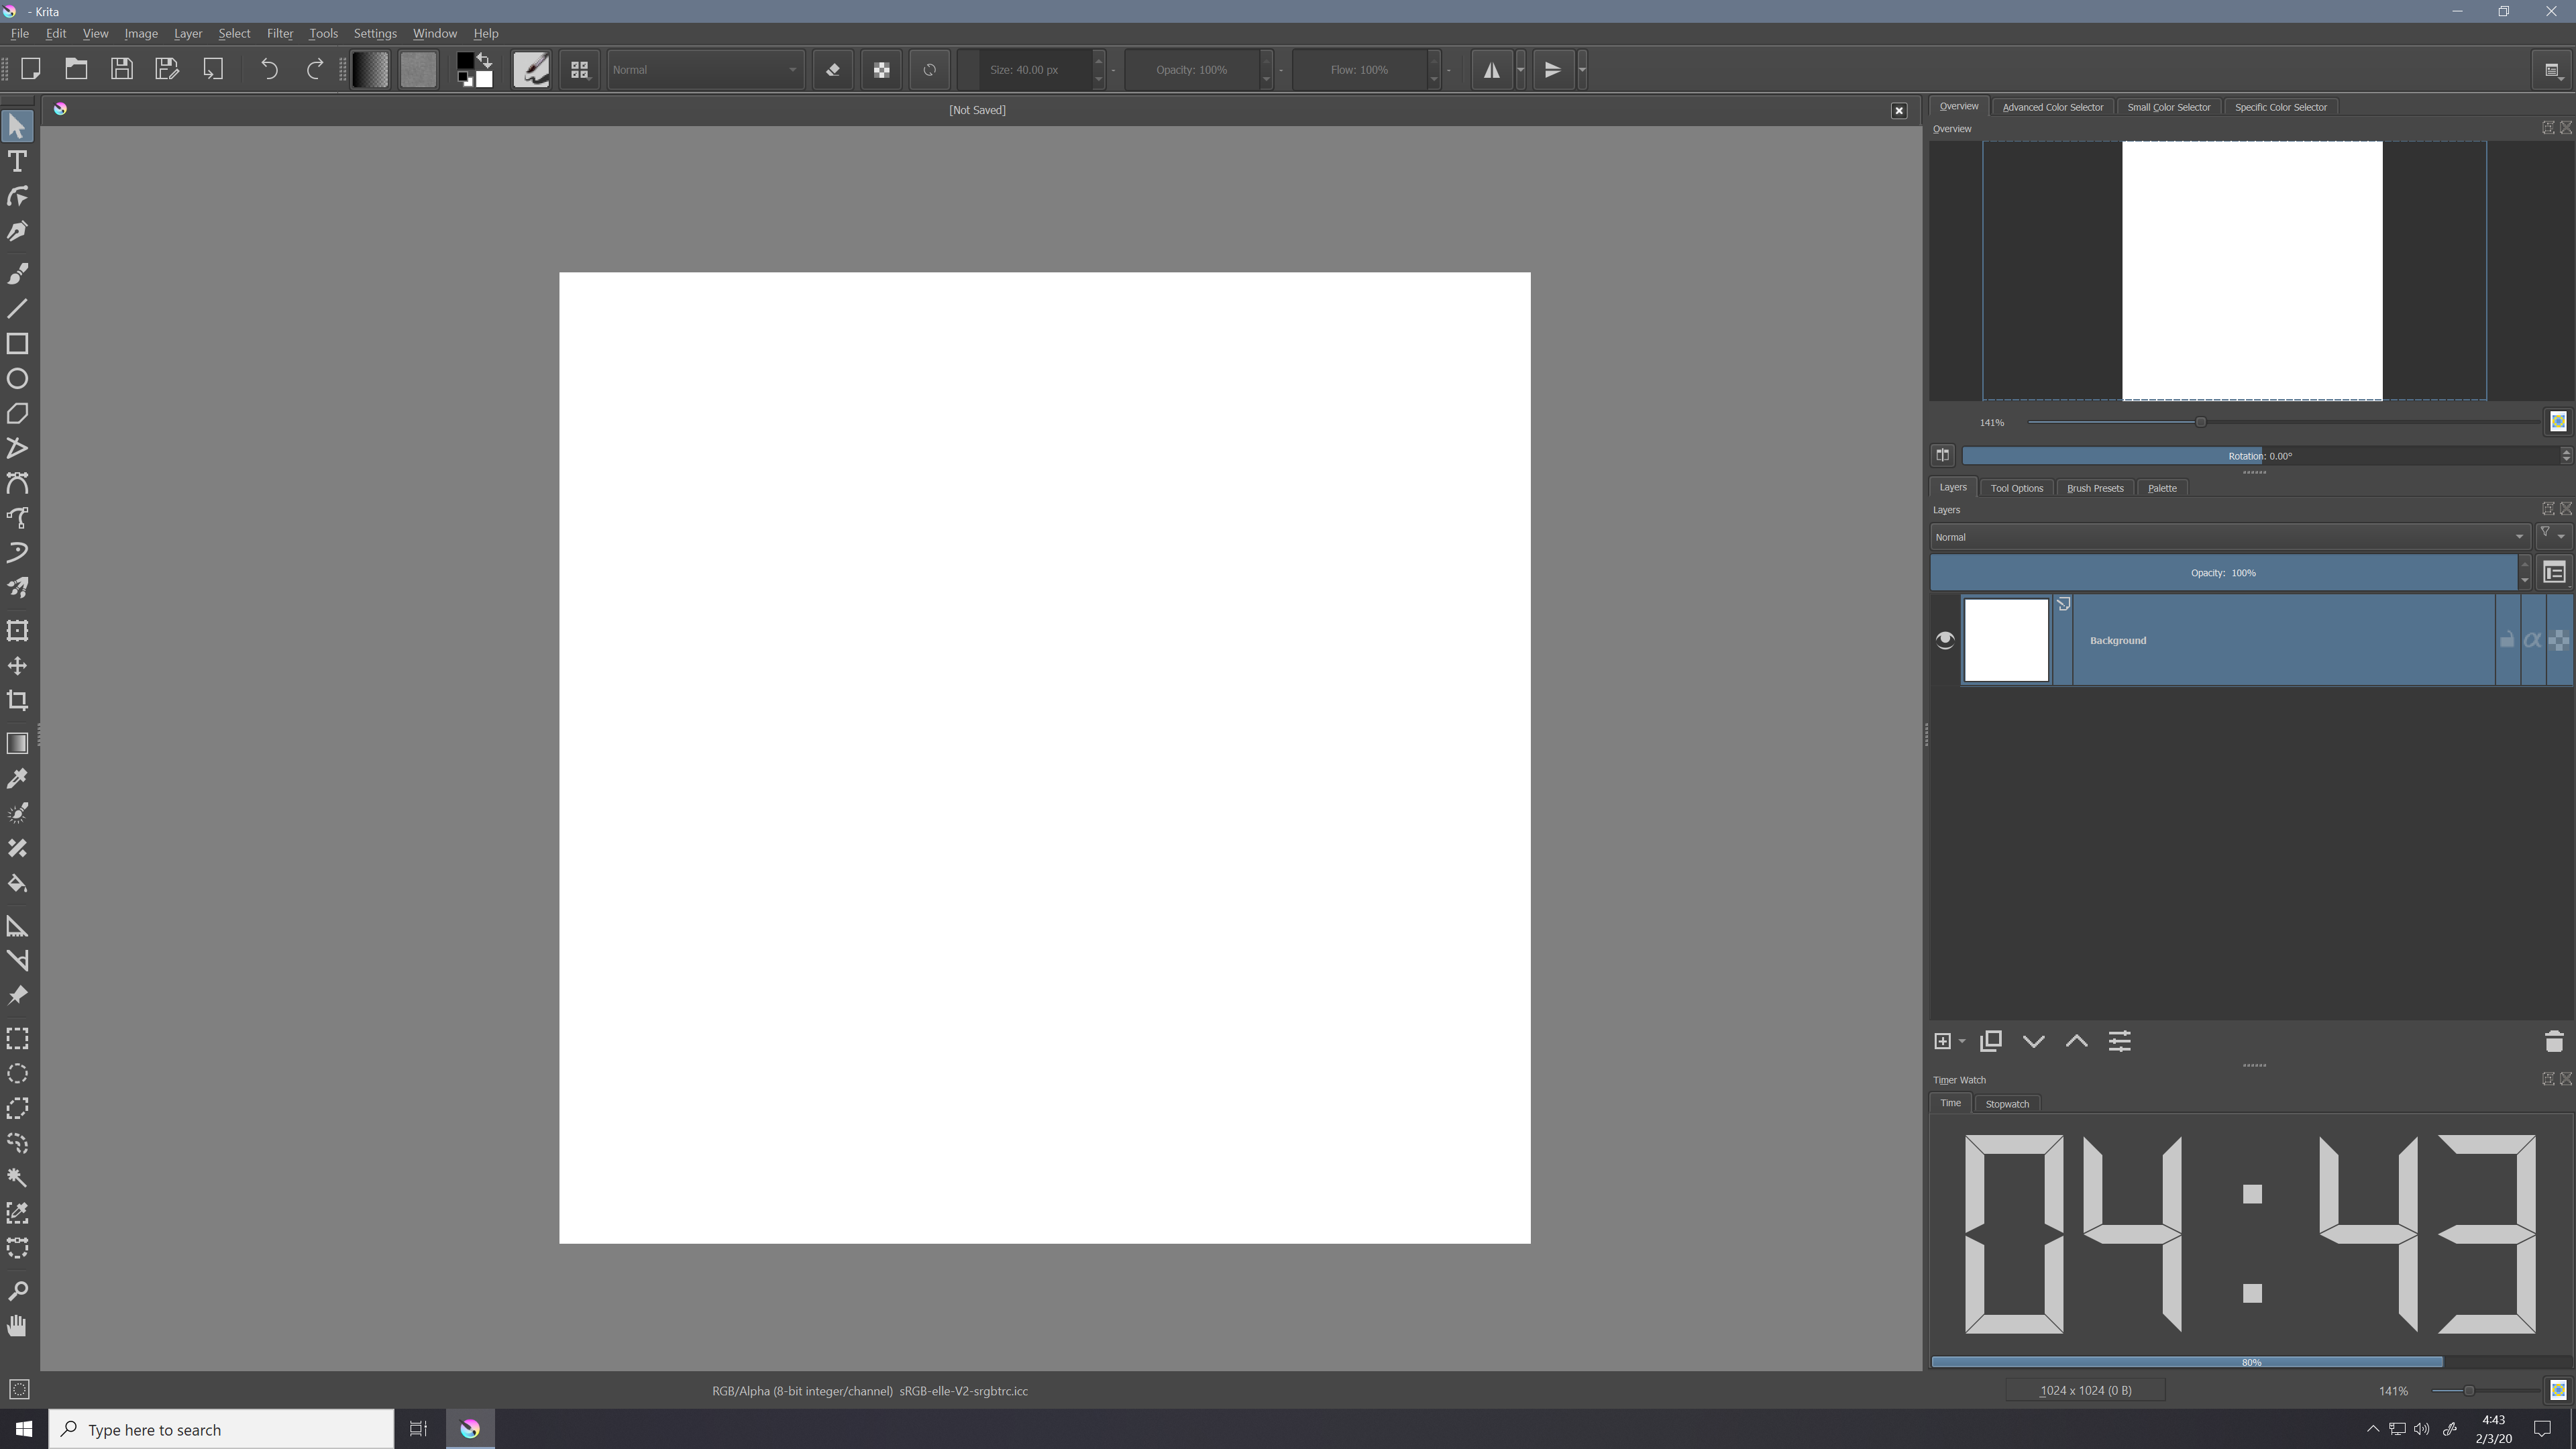 - Krita
File Edit View Image Layer Select Filter Tools Settings Window Help
Normal Size: 40.00 px - Opacity: 100% - Flow: 100% -
[Not Saved]
Overview Advanced Color Selector Small Color Selector Specific Color Selector
Overview
141%
Rotation: 0.00°
Layers Tool Options Brush Presets Palette
Layers
Normal
Opacity: 100%
Background
Timer Watch
Time Stopwatch
04:43
80%
RGB/Alpha (8-bit integer/channel) sRGB-elle-V2-srgbtrc.icc
1024 x 1024 (0 B)
141%
Type here to search
4:43
2/3/20